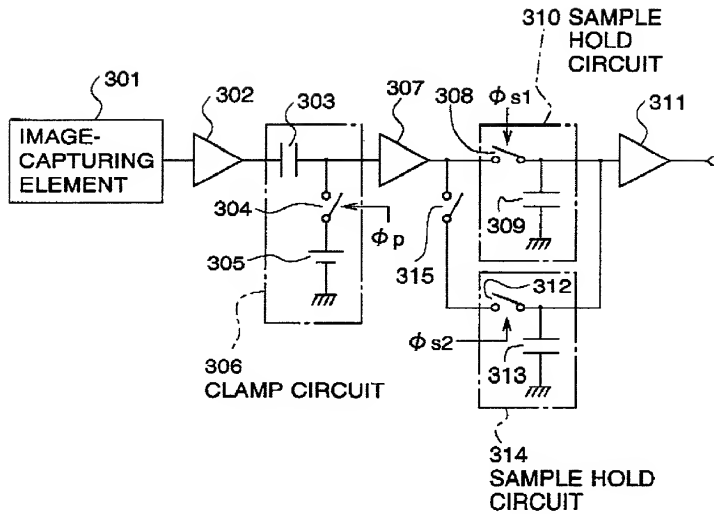 310 SAMPLE
HOLD
CIRCUIT
301
302
303
307
308
Φs1
311
IMAGE-
CAPTURING
ELEMENT
304
Φp
305
315
309
312
Φs2
313
306
CLAMP CIRCUIT
314
SAMPLE HOLD
CIRCUIT